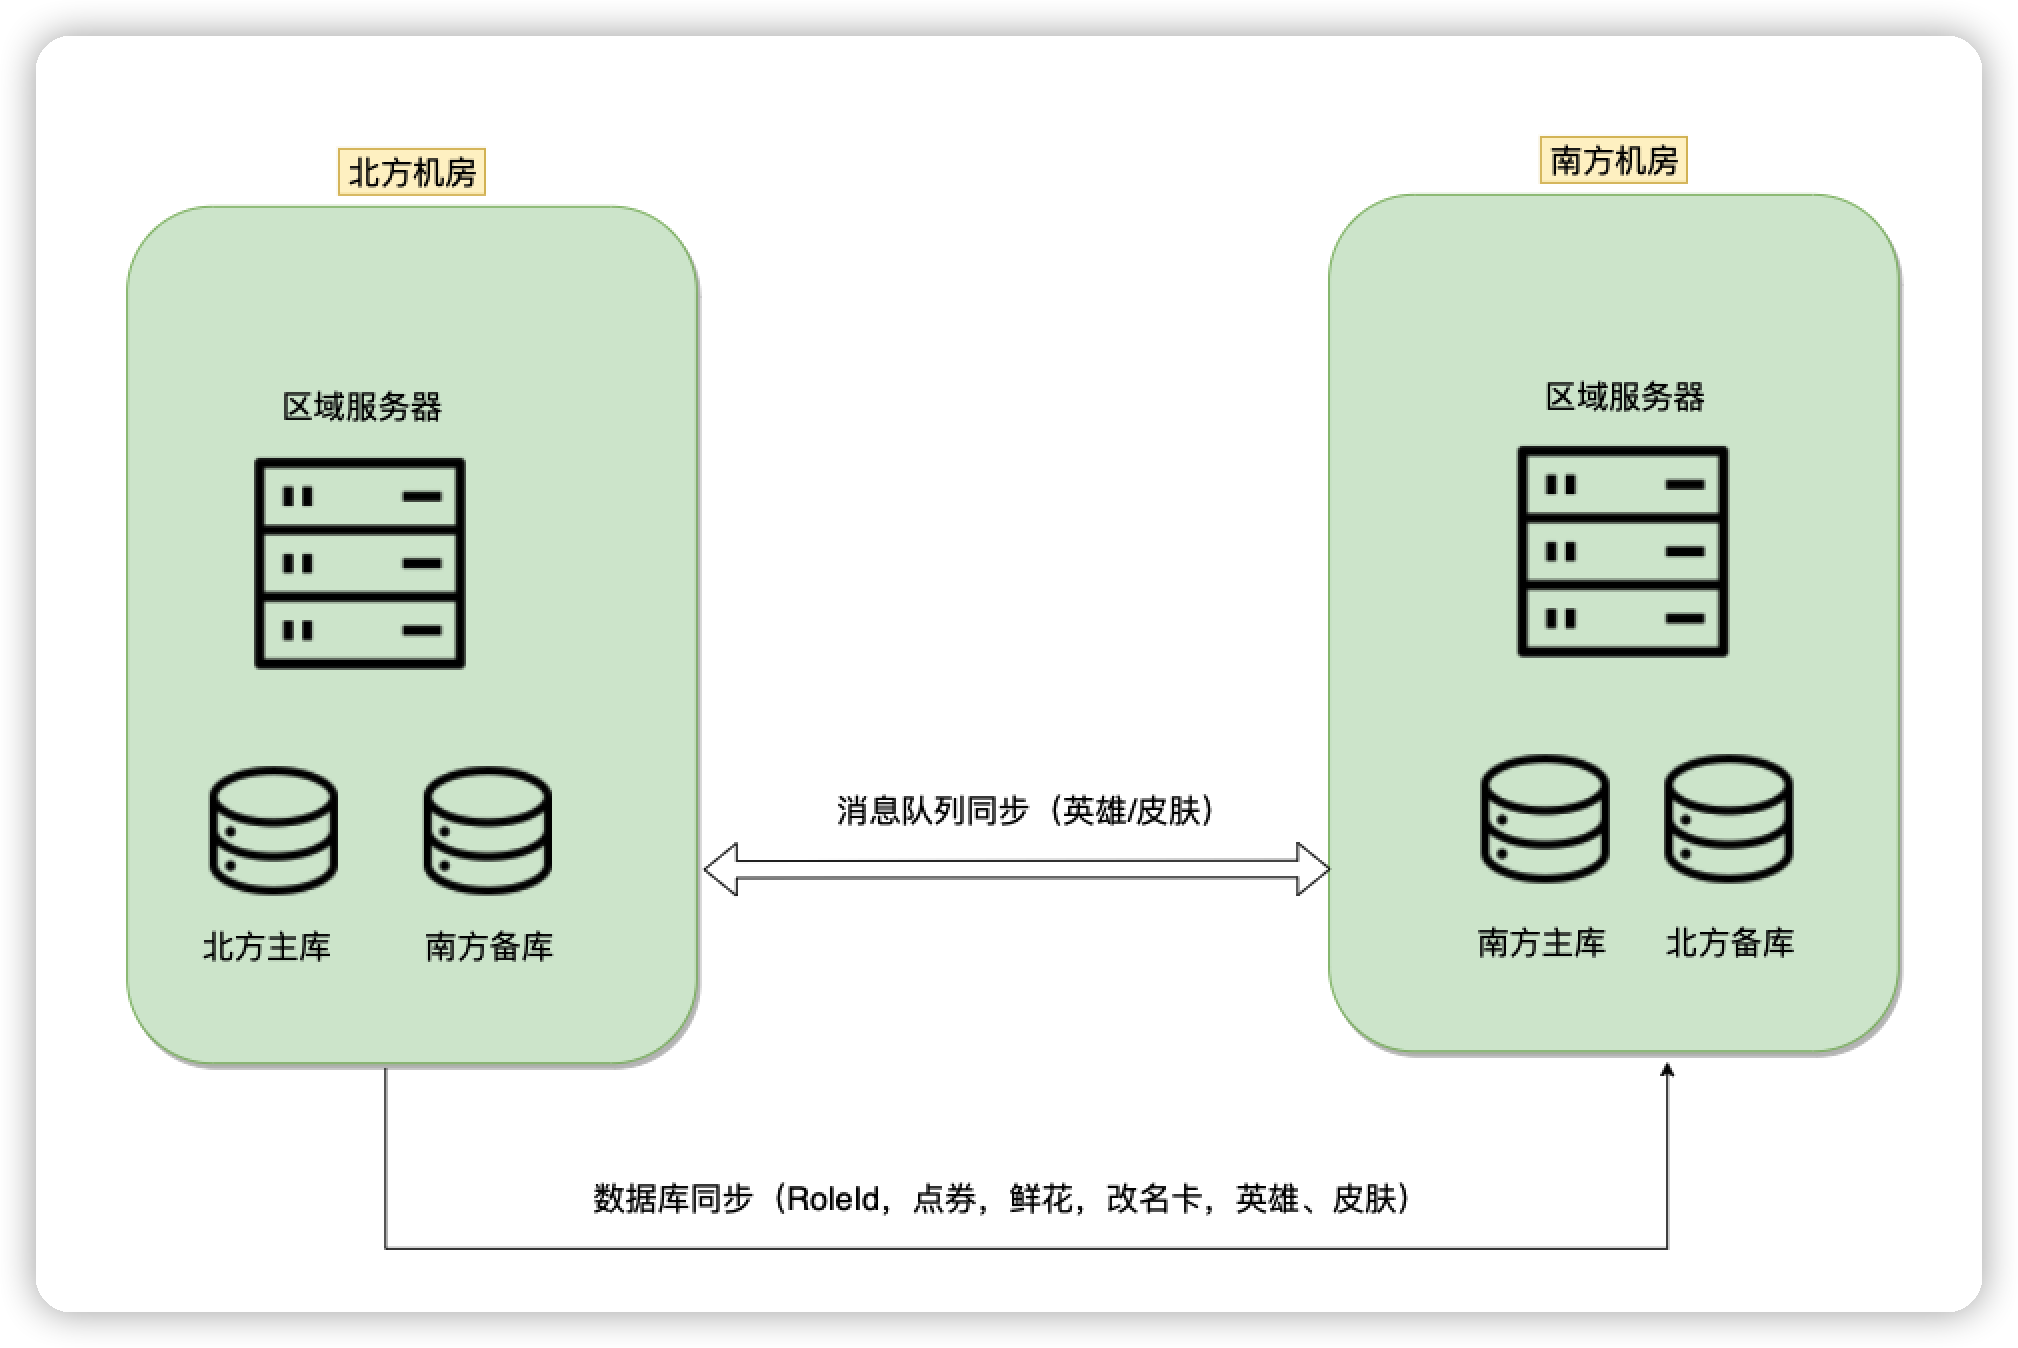 北方机房
南方机房
区域服务器
区域服务器
消息队列同步（英雄/皮肤）
北方主库
南方备库
南方主库
北方备库
数据库同步（RoleId，点券，鲜花，改名卡，英雄、皮肤）